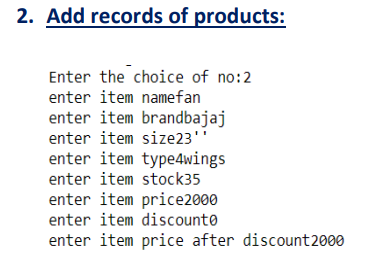 2. Add records of products:
Enter the choice of no:2
enter item namefan
enter item brandbajaj
enter item size23''
enter item type4wings
enter item stock35
enter item price2000
enter item discount0
enter item price after discount2000